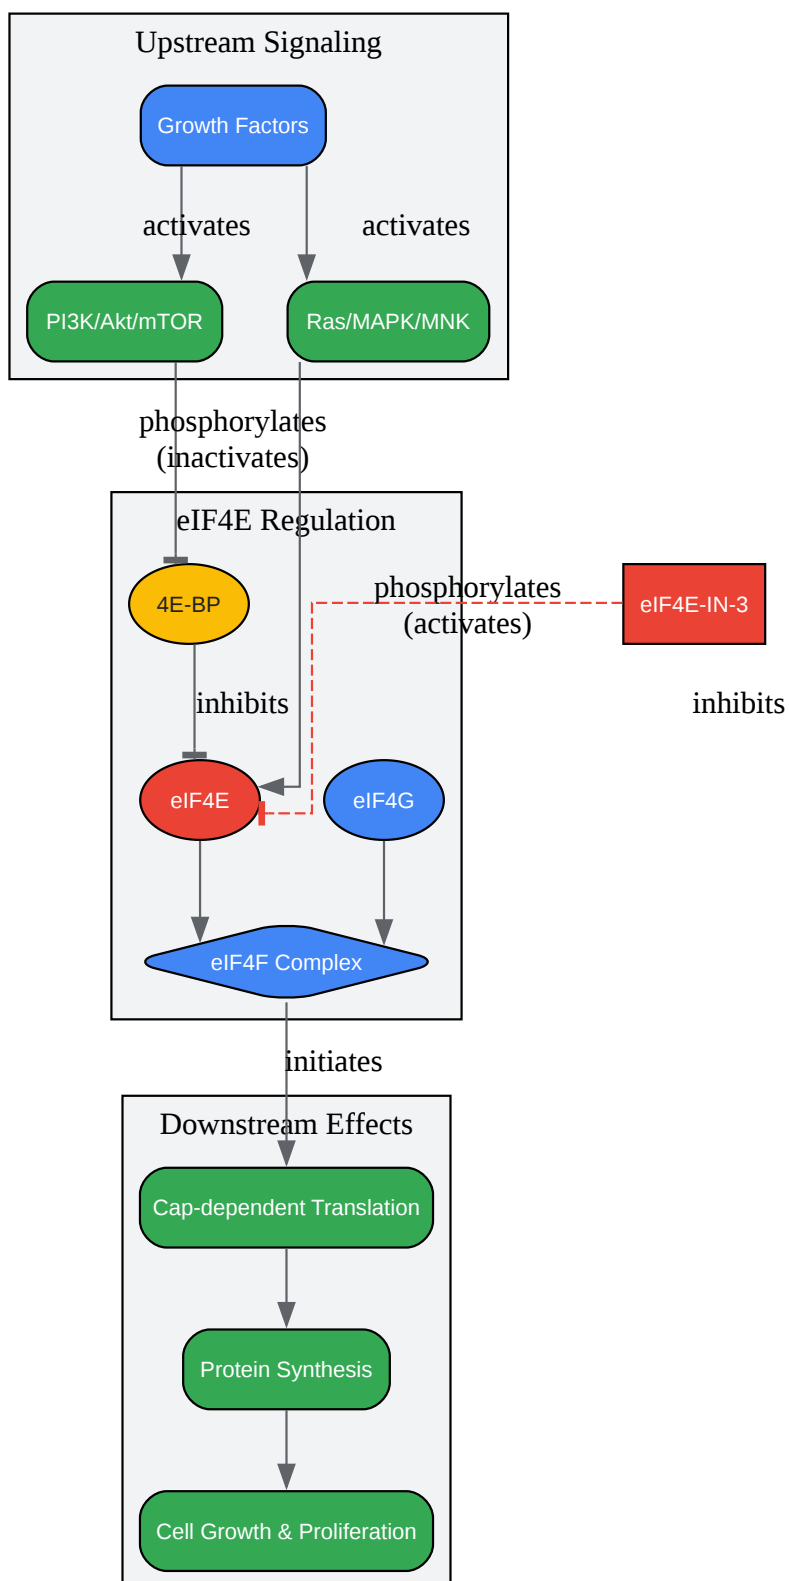 Upstream Signaling
Growth Factors
activates
activates
PI3K/Akt/mTOR
Ras/MAPK/MNK
phosphorylates
(inactivates)
eIF4E Regulation
4E-BP
phosphorylates
(activates)
eIF4E-IN-3
inhibits
inhibits
eIF4E
eIF4G
eIF4F Complex
initiates
Downstream Effects
Cap-dependent Translation
Protein Synthesis
Cell Growth & Proliferation